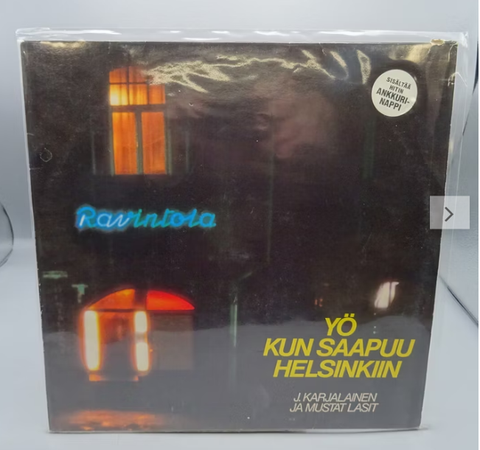 SISÄLTÄÄ
HITIN
ANKKURI-
NAPPI
Ravintola
YÖ
KUN SAAPUU
HELSINKIIN
J. KARJALAINEN
JA MUSTAT LASIT